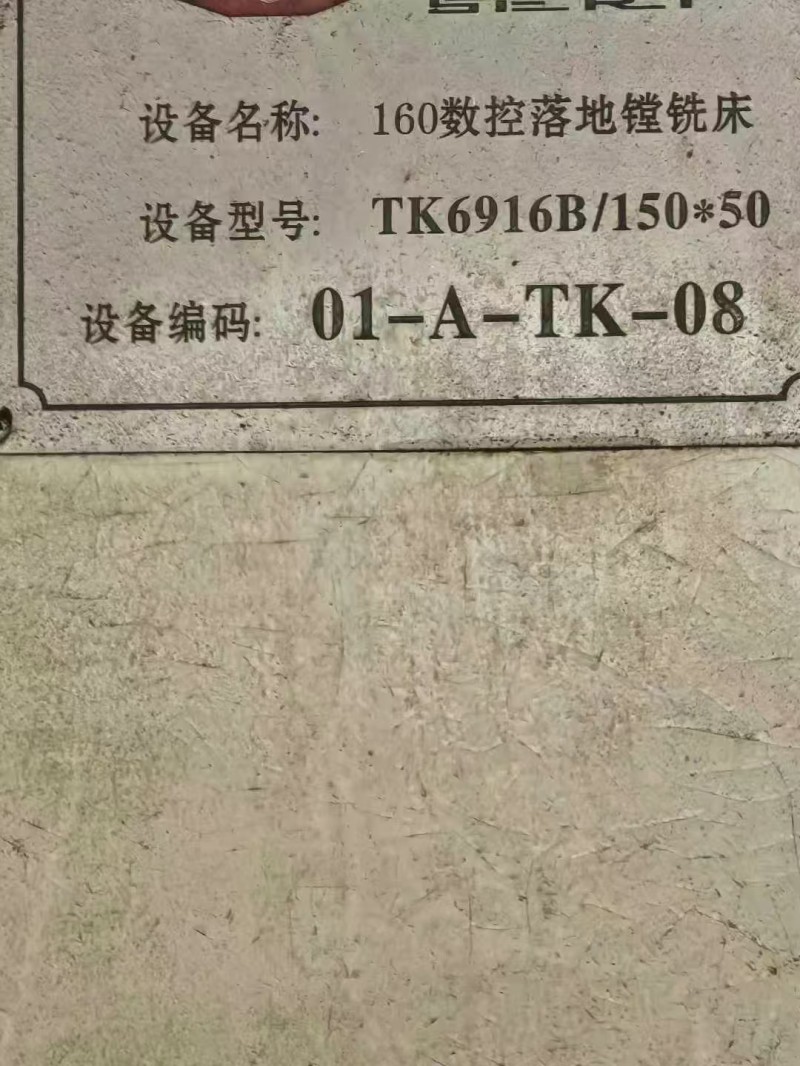 设备名称: 160数控落地镗铣床
设备型号: TK6916B/150*50
设备编码: 01-A-TK-08